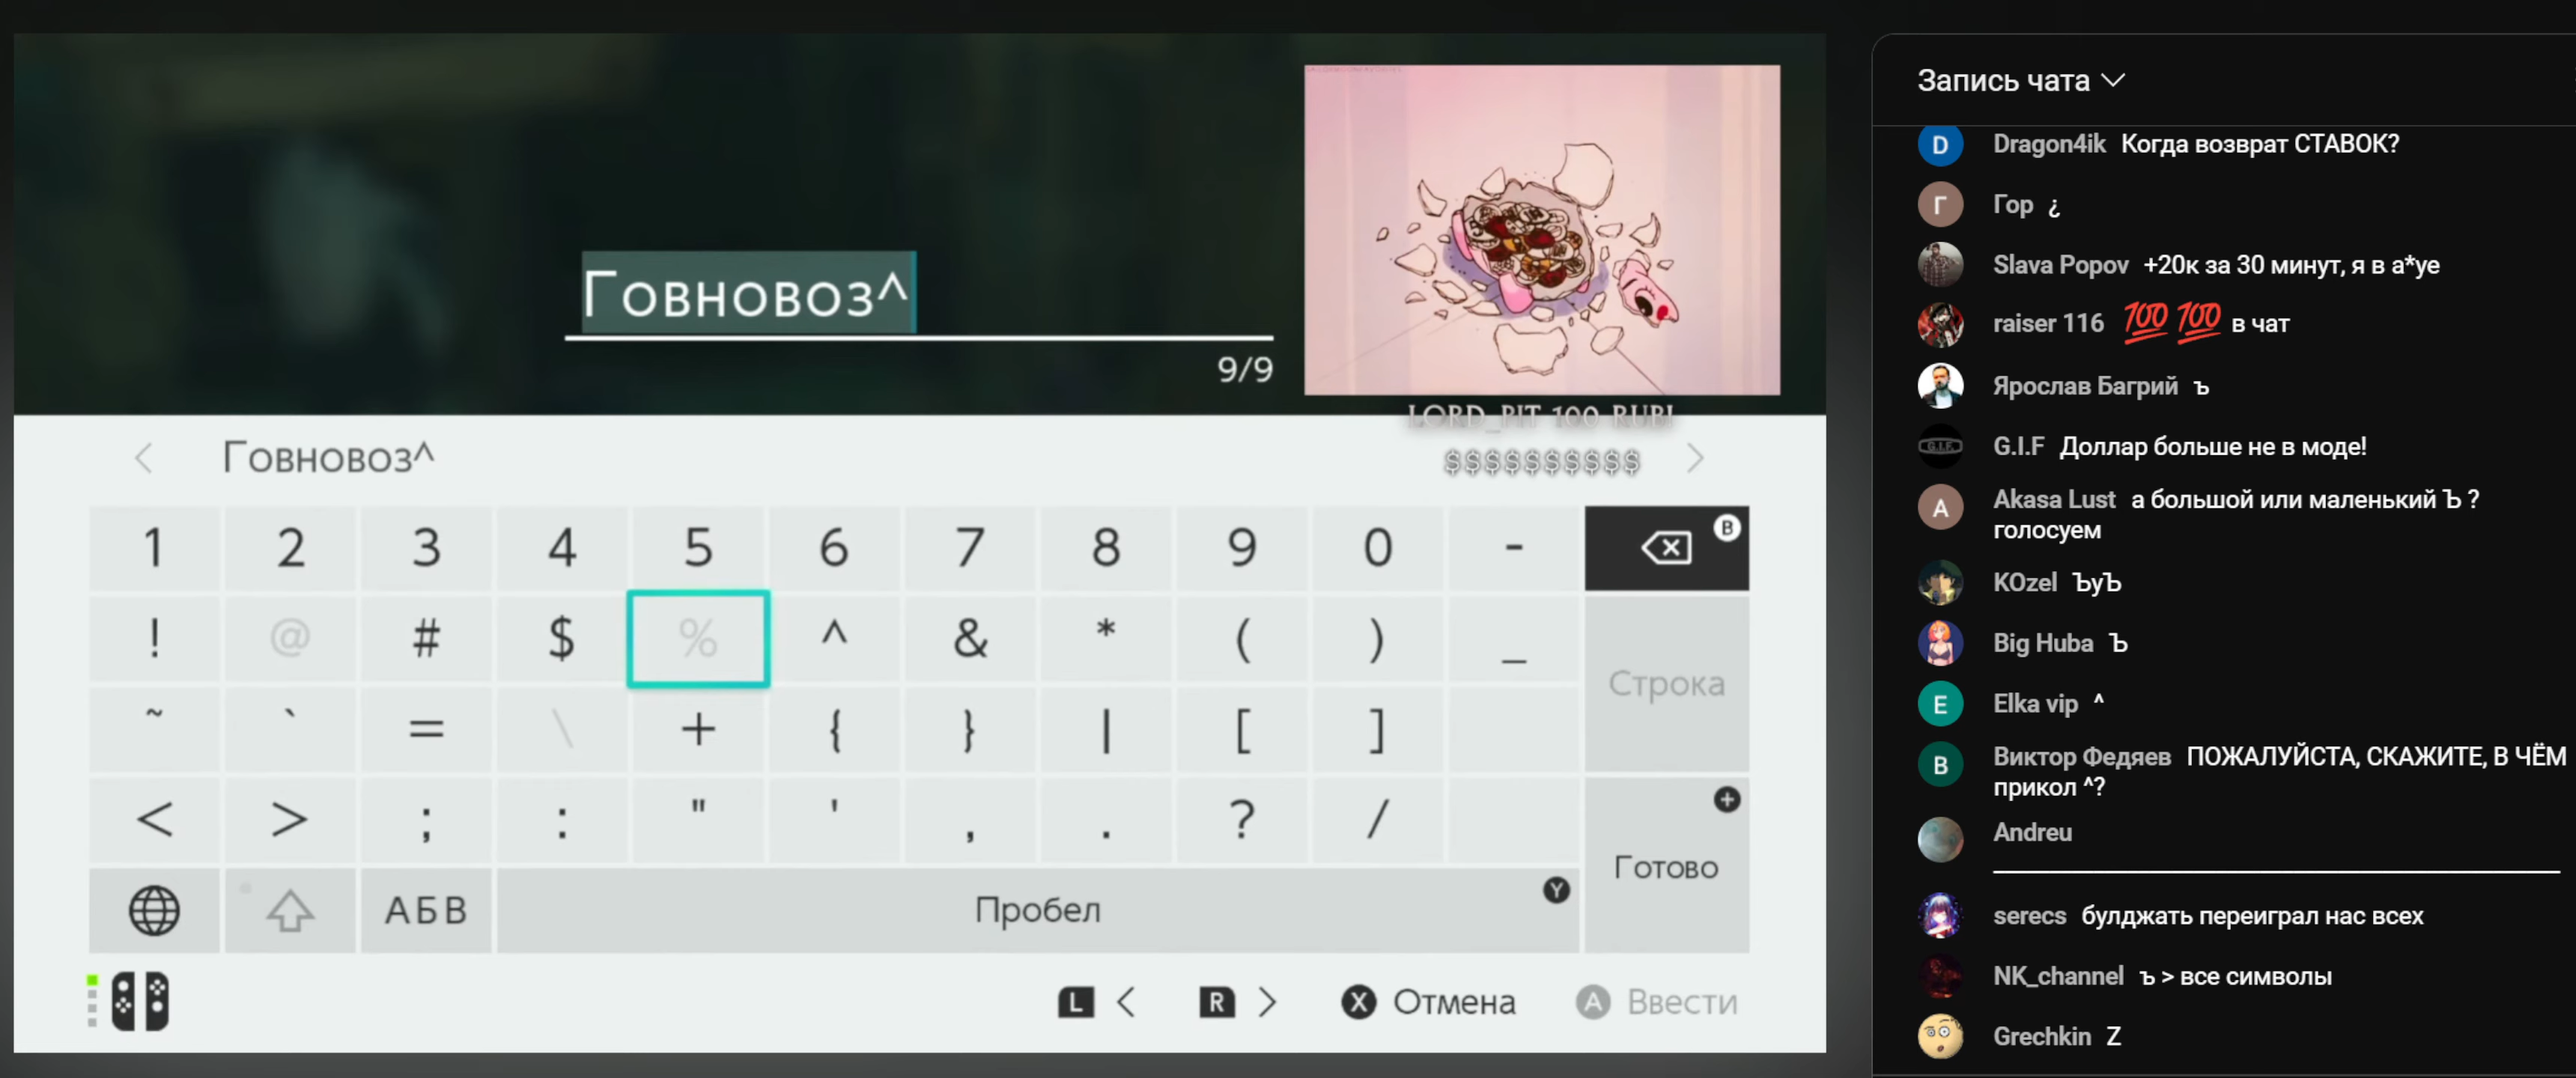 Говновоз^
9/9
LORD_PIT 100 RUB!
$$$$$$$$$$
Говновоз^
1 2 3 4 5 6 7 8 9 0 -
B
! @ # $ % ^ & * ( ) _
Строка
~ ` = \ + { } | [ ]
< > ; : " ' , . ? /
Готово
АБВ
Пробел
Y
L < R > X Отмена A Ввести
Запись чата
D Dragon4ik Когда возврат СТАВОК?
Г Гор ¿
Slava Popov +20к за 30 минут, я в а*уе
raiser 116 💯 💯 в чат
Ярослав Багрий ъ
G.I.F G.I.F Доллар больше не в моде!
A Akasa Lust а большой или маленький Ъ ?
голосуем
KOzel ЪуЪ
Big Huba Ъ
E Elka vip ^
В Виктор Федяев ПОЖАЛУЙСТА, СКАЖИТЕ, В ЧЁМ
прикол ^?
Andreu
serecs булджать переиграл нас всех
NK_channel ъ > все символы
Grechkin Z